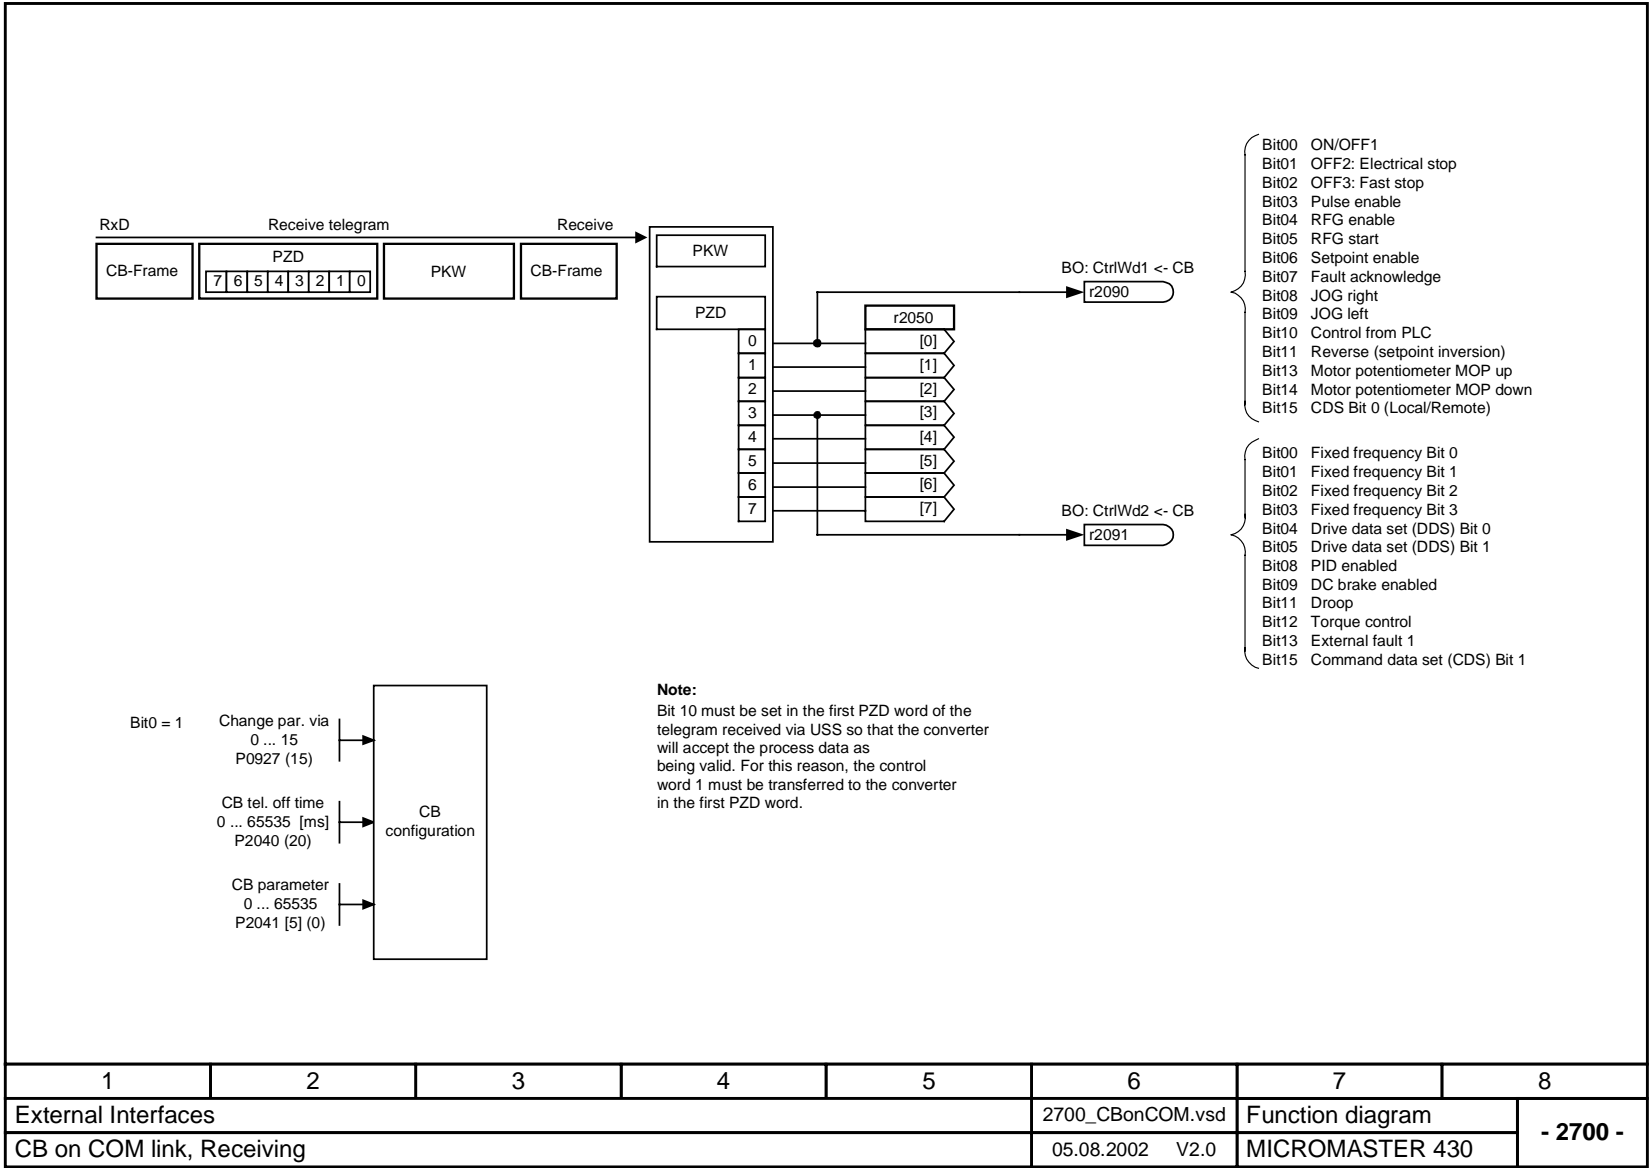 RxD Receive telegram Receive
CB-Frame PZD PKW CB-Frame
7 6 5 4 3 2 1 0
PKW
PZD
0
1
2
3
4
5
6
7
r2050
[0]
[1]
[2]
[3]
[4]
[5]
[6]
[7]
BO: CtrlWd1 <- CB
r2090
BO: CtrlWd2 <- CB
r2091
Bit00 ON/OFF1
Bit01 OFF2: Electrical stop
Bit02 OFF3: Fast stop
Bit03 Pulse enable
Bit04 RFG enable
Bit05 RFG start
Bit06 Setpoint enable
Bit07 Fault acknowledge
Bit08 JOG right
Bit09 JOG left
Bit10 Control from PLC
Bit11 Reverse (setpoint inversion)
Bit13 Motor potentiometer MOP up
Bit14 Motor potentiometer MOP down
Bit15 CDS Bit 0 (Local/Remote)
Bit00 Fixed frequency Bit 0
Bit01 Fixed frequency Bit 1
Bit02 Fixed frequency Bit 2
Bit03 Fixed frequency Bit 3
Bit04 Drive data set (DDS) Bit 0
Bit05 Drive data set (DDS) Bit 1
Bit08 PID enabled
Bit09 DC brake enabled
Bit11 Droop
Bit12 Torque control
Bit13 External fault 1
Bit15 Command data set (CDS) Bit 1
Bit0 = 1
Change par. via
0 ... 15
P0927 (15)
CB tel. off time
0 ... 65535 [ms]
P2040 (20)
CB parameter
0 ... 65535
P2041 [5] (0)
CB
configuration
Note:
Bit 10 must be set in the first PZD word of the
telegram received via USS so that the converter
will accept the process data as
being valid. For this reason, the control
word 1 must be transferred to the converter
in the first PZD word.
1 2 3 4 5 6 7 8
External Interfaces 2700_CBonCOM.vsd Function diagram
CB on COM link, Receiving 05.08.2002 V2.0 MICROMASTER 430
- 2700 -